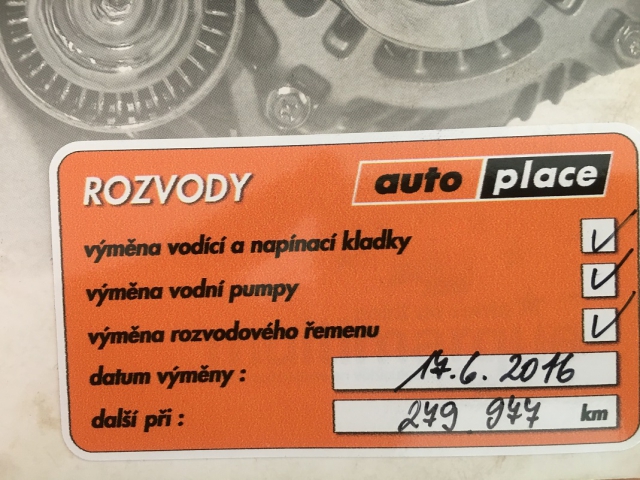 ROZVODY
auto place
výměna vodící a napínací kladky
výměna vodní pumpy
výměna rozvodového řemenu
datum výměny : 17.6.2016
další při : 279 977 km